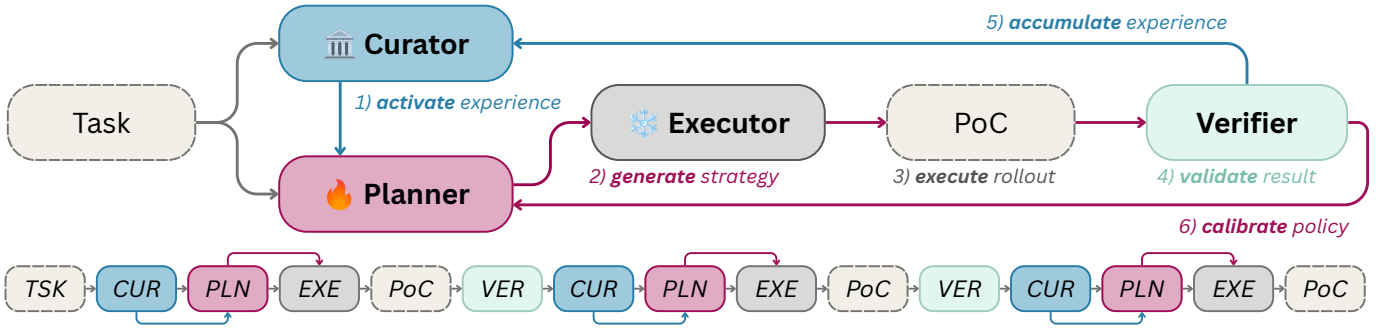 5) accumulate experience
🏛️ Curator
1) activate experience
Task
❄️ Executor
PoC
Verifier
2) generate strategy
3) execute rollout
4) validate result
🔥 Planner
6) calibrate policy
TSK CUR PLN EXE PoC VER CUR PLN EXE PoC VER CUR PLN EXE PoC